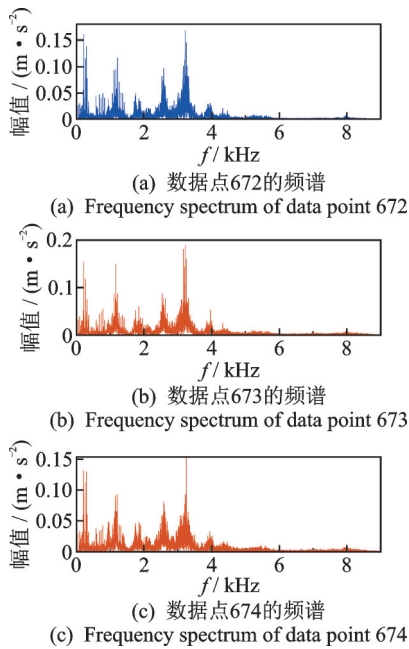 0.15
0.10
0.05
0
幅值 / (m • s⁻²)
0 2 4 6 8
f / kHz
(a) 数据点672的频谱
(a) Frequency spectrum of data point 672
0.2
0.1
0
幅值 / (m • s⁻²)
0 2 4 6 8
f / kHz
(b) 数据点673的频谱
(b) Frequency spectrum of data point 673
0.15
0.10
0.05
0
幅值 / (m • s⁻²)
0 2 4 6 8
f / kHz
(c) 数据点674的频谱
(c) Frequency spectrum of data point 674